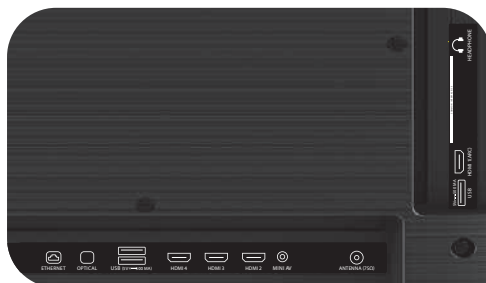 HEADPHONE
HDMI 1(ARC)
USB
ETHERNET
OPTICAL
USB
HDMI 4
HDMI 3
HDMI 2
MINI AV
ANTENNA (75Ω)